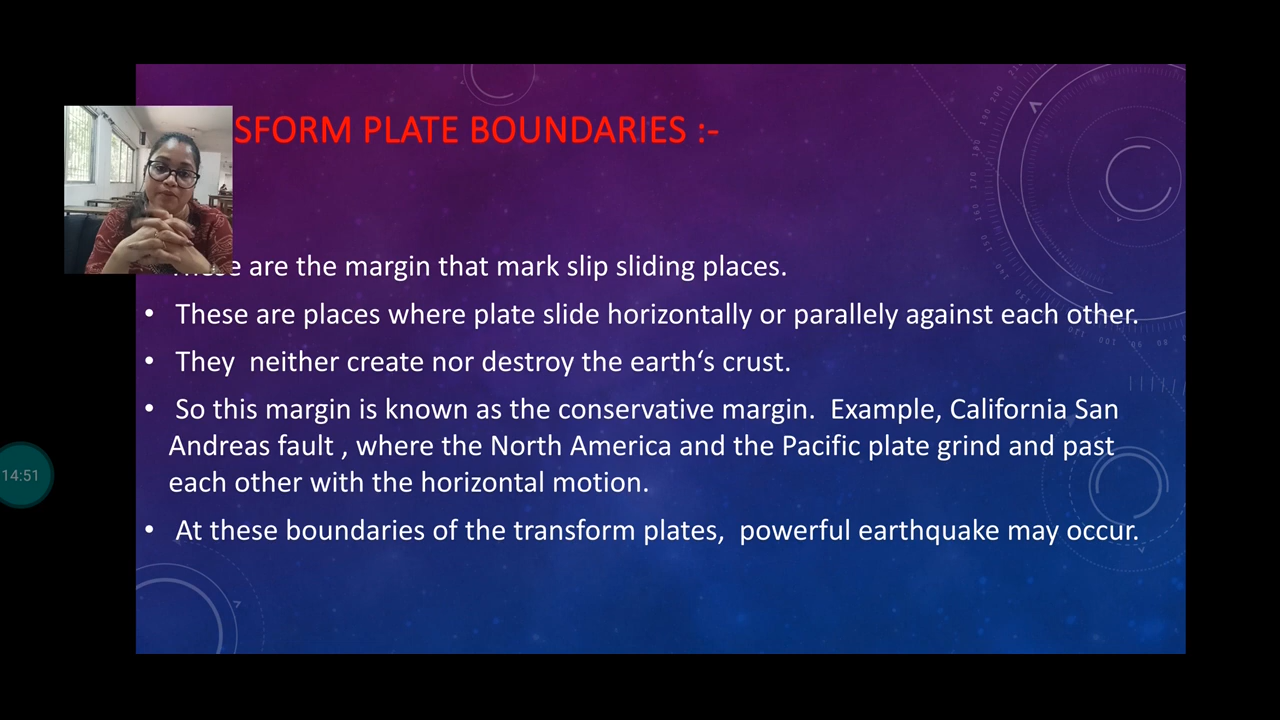 SFORM PLATE BOUNDARIES :-
are the margin that mark slip sliding places.
• These are places where plate slide horizontally or parallely against each other.
• They neither create nor destroy the earth‘s crust.
• So this margin is known as the conservative margin. Example, California San
Andreas fault , where the North America and the Pacific plate grind and past
each other with the horizontal motion.
• At these boundaries of the transform plates, powerful earthquake may occur.
14:51